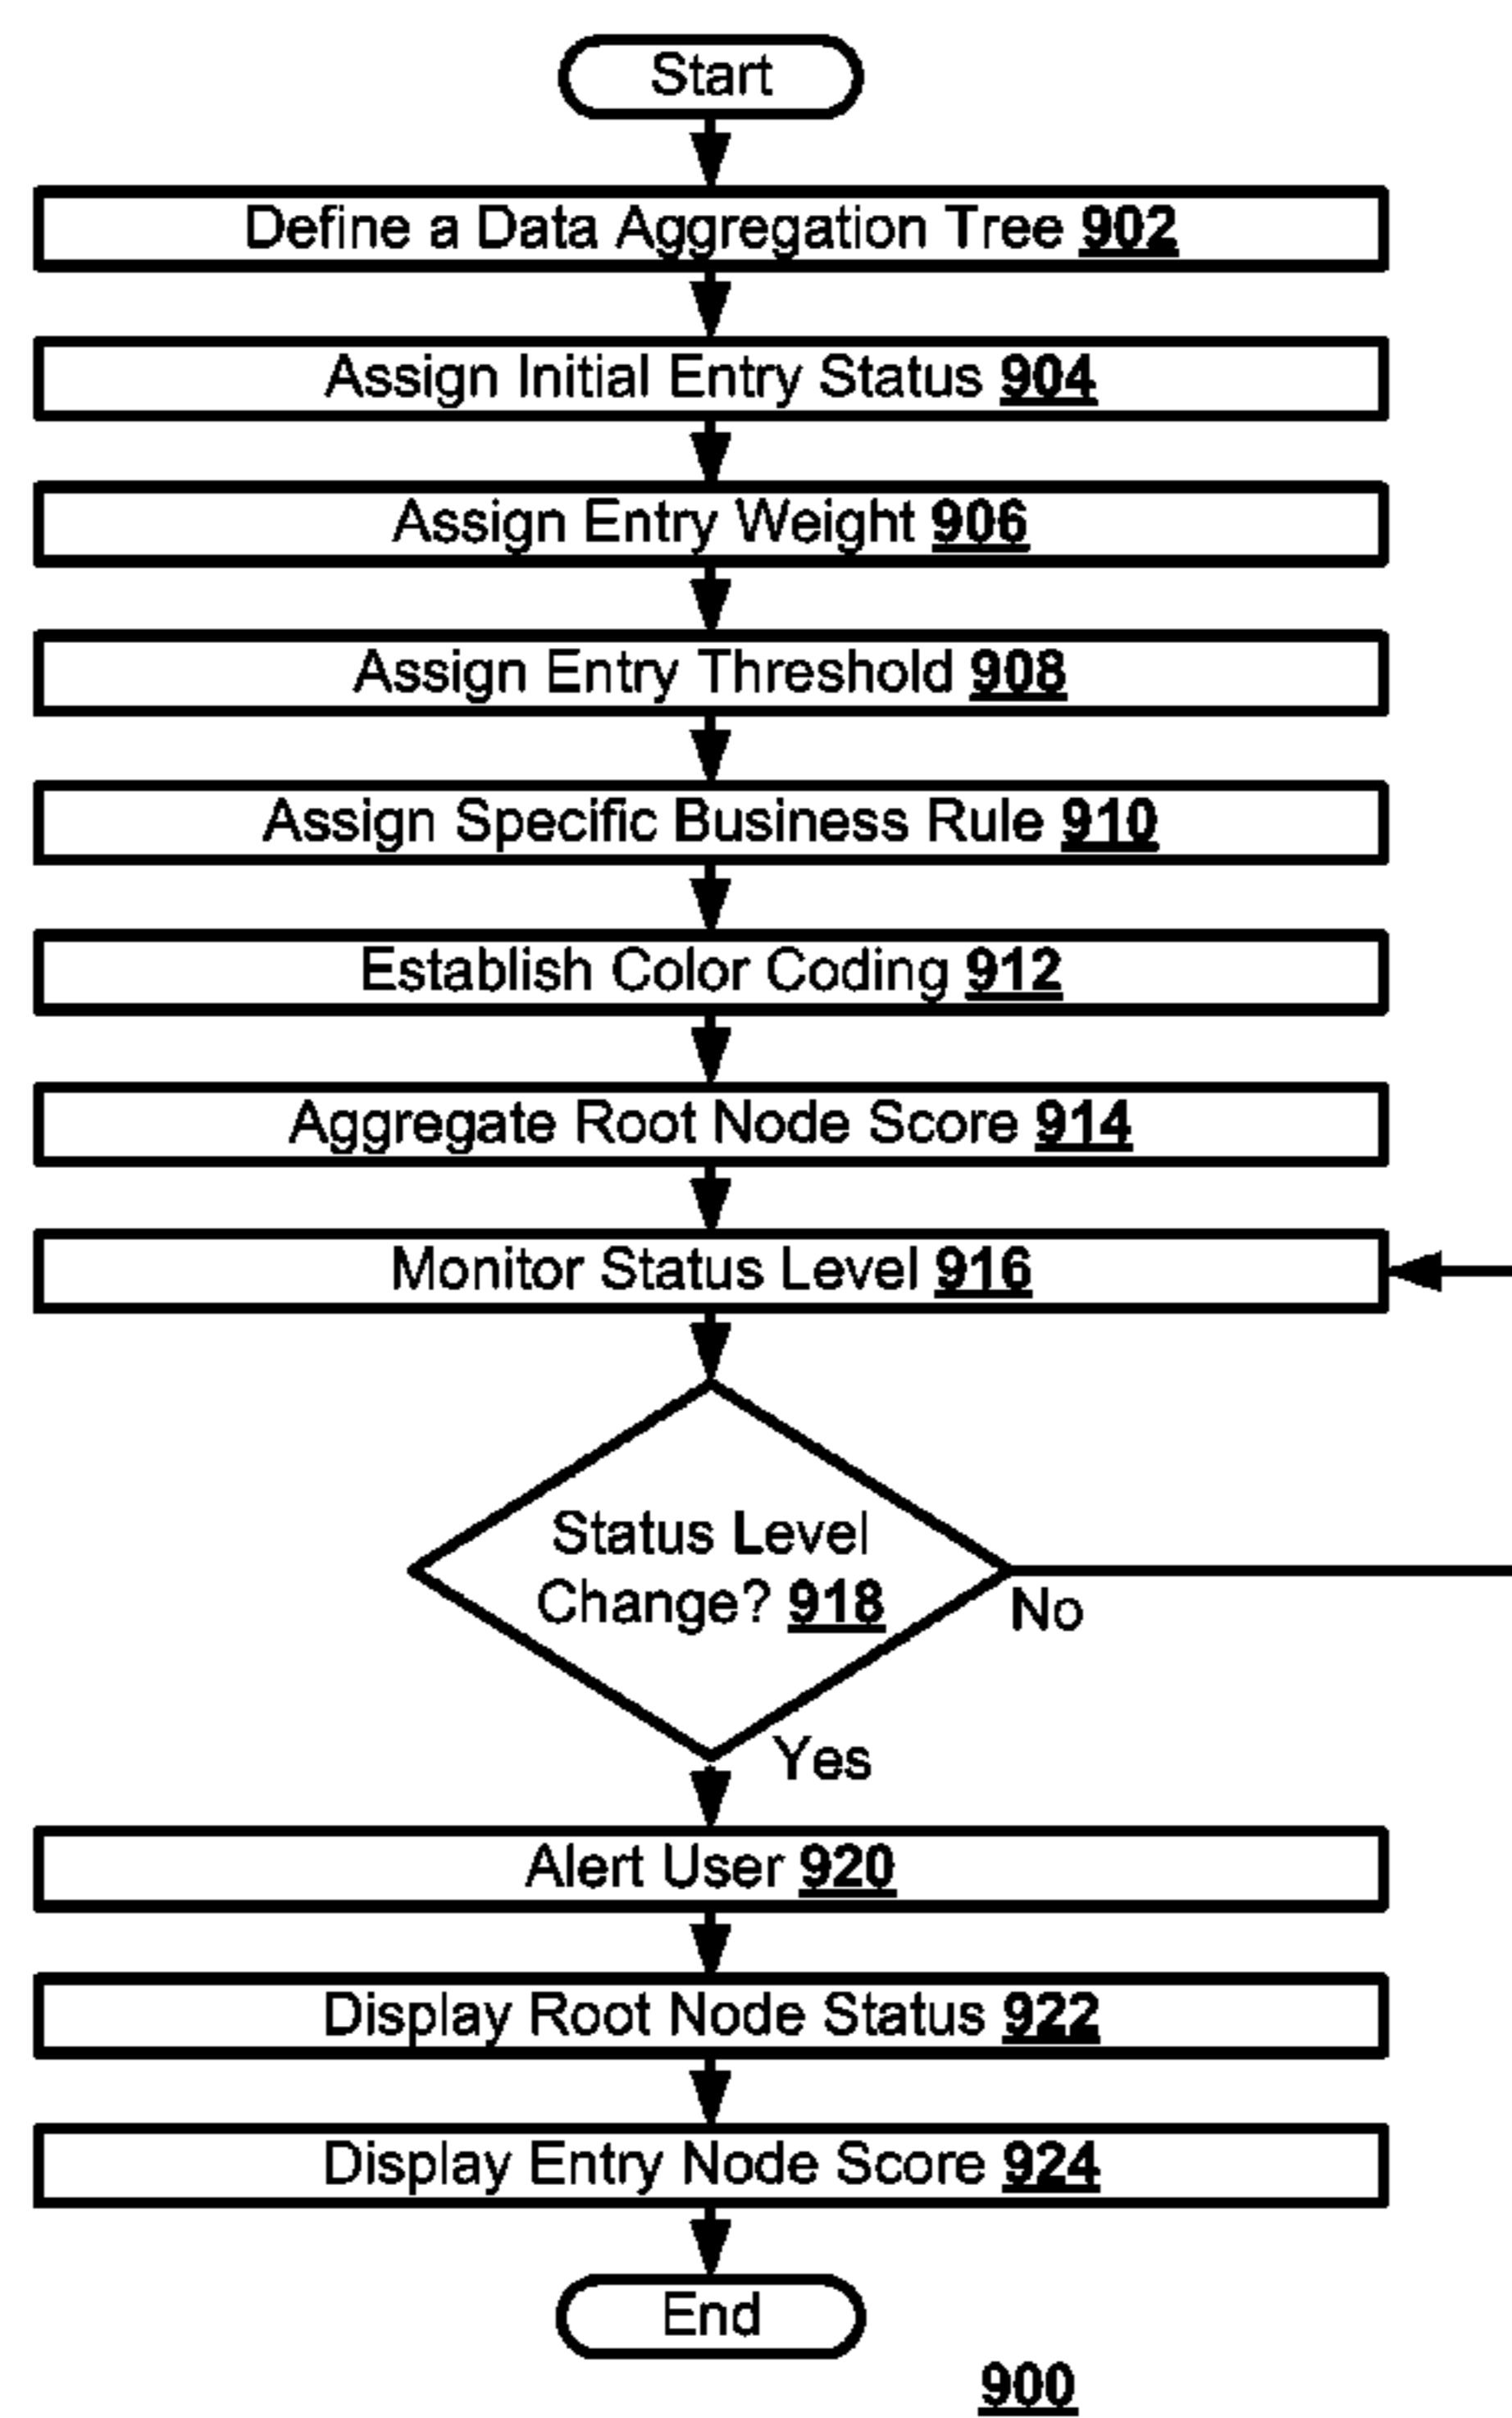 Start
Define a Data Aggregation Tree 902
Assign Initial Entry Status 904
Assign Entry Weight 906
Assign Entry Threshold 908
Assign Specific Business Rule 910
Establish Color Coding 912
Aggregate Root Node Score 914
Monitor Status Level 916
Status Level
Change? 918
No
Yes
Alert User 920
Display Root Node Status 922
Display Entry Node Score 924
End
900